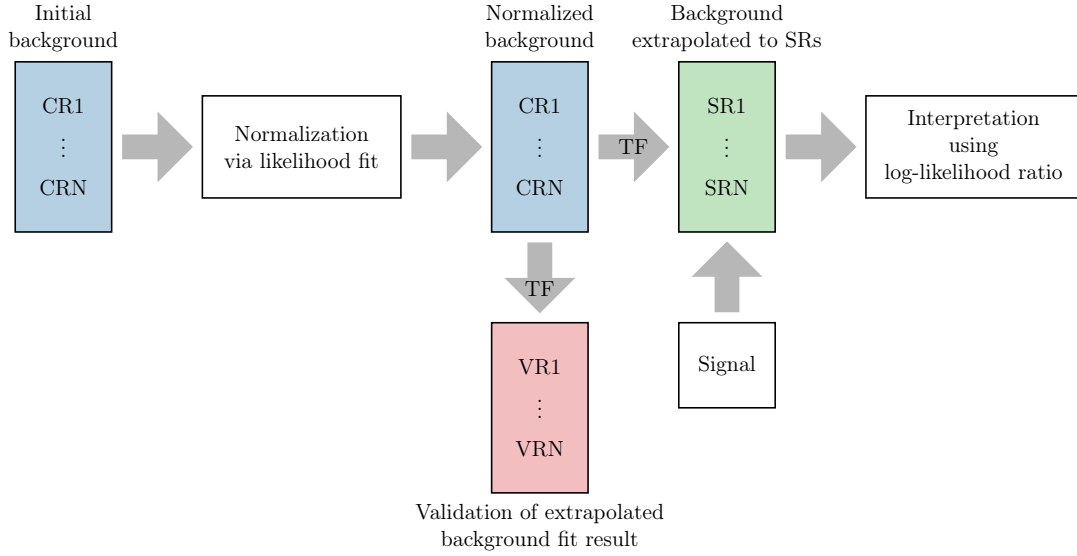 Initial
background
CR1
⋮
CRN
Normalization
via likelihood fit
Normalized
background
CR1
⋮
CRN
TF
TF
Background
extrapolated to SRs
SR1
⋮
SRN
Interpretation
using
log-likelihood ratio
VR1
⋮
VRN
Validation of extrapolated
background fit result
Signal